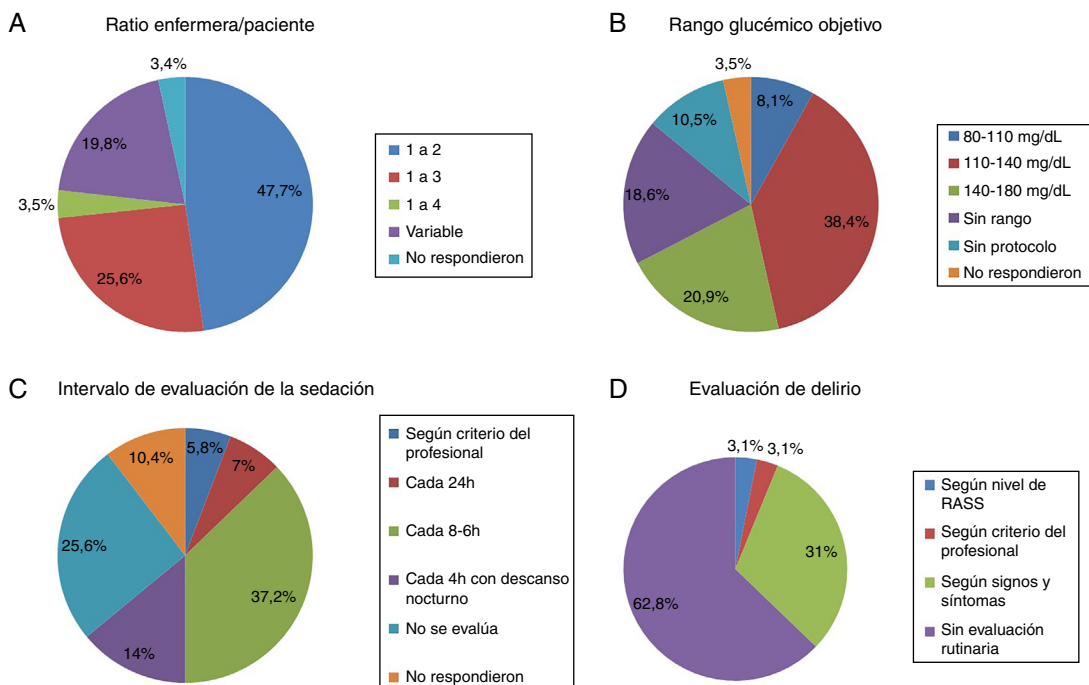 A
Ratio enfermera/paciente
3,4%
19,8%
47,7%
3,5%
25,6%
1 a 2
1 a 3
1 a 4
Variable
No respondieron
B
Rango glucémico objetivo
3,5%
8,1%
10,5%
18,6%
38,4%
20,9%
80-110 mg/dL
110-140 mg/dL
140-180 mg/dL
Sin rango
Sin protocolo
No respondieron
C
Intervalo de evaluación de la sedación
5,8%
10,4%
7%
25,6%
37,2%
14%
Según criterio del
profesional
Cada 24h
Cada 8-6h
Cada 4h con descanso
nocturno
No se evalúa
No respondieron
D
Evaluación de delirio
3,1%
3,1%
31%
62,8%
Según nivel de
RASS
Según criterio del
profesional
Según signos y
síntomas
Sin evaluación
rutinaria